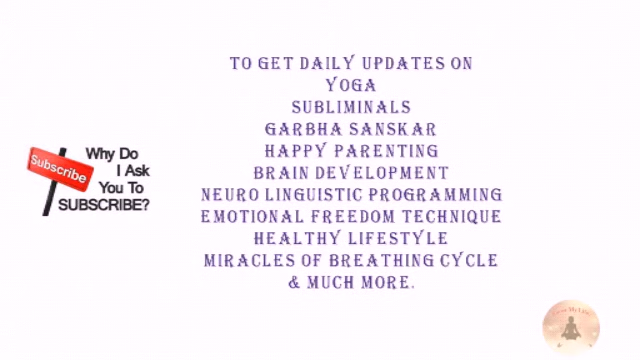 Subscribe
Why Do
I Ask
You To
SUBSCRIBE?
TO GET DAILY UPDATES ON
YOGA
SUBLIMINALS
GARBHA SANSKAR
HAPPY PARENTING
BRAIN DEVELOPMENT
NEURO LINGUISTIC PROGRAMMING
EMOTIONAL FREEDOM TECHNIQUE
HEALTHY LIFESTYLE
MIRACLES OF BREATHING CYCLE
& MUCH MORE.